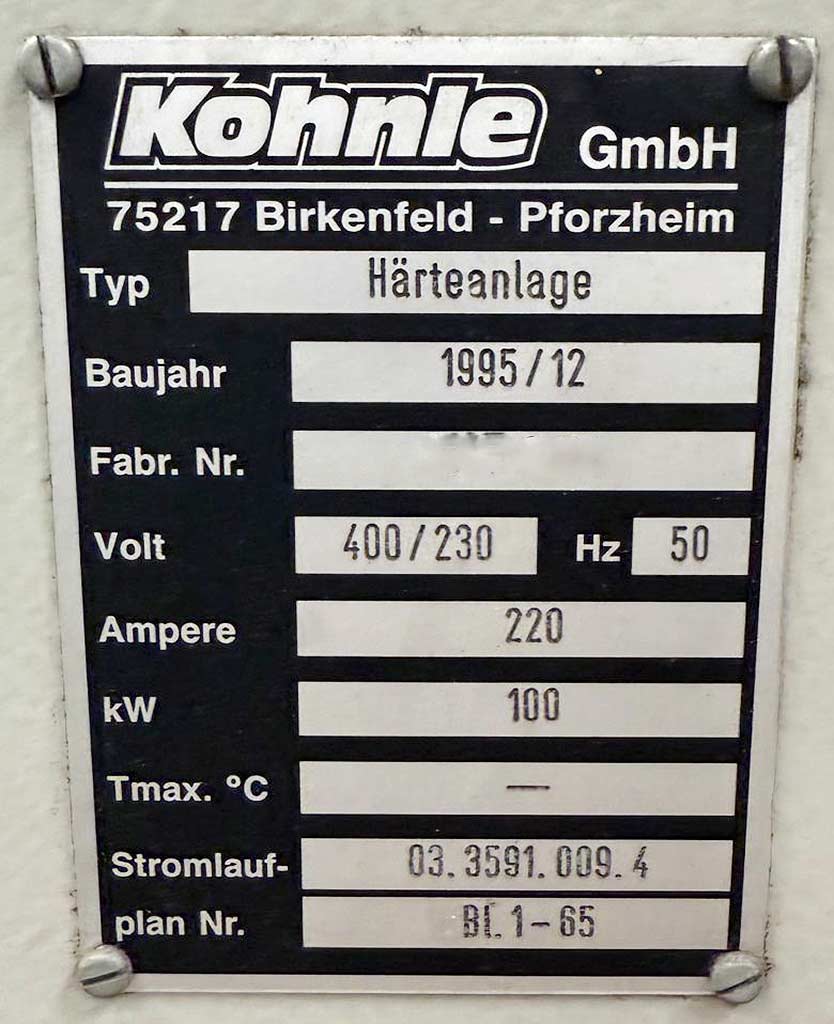 Kohnle GmbH
75217 Birkenfeld - Pforzheim
Typ Härteanlage
Baujahr 1995/12
Fabr. Nr.
Volt 400/230 Hz 50
Ampere 220
kW 100
Tmax. °C —
Stromlauf- 03.3591.009.4
plan Nr. Bl.1-65